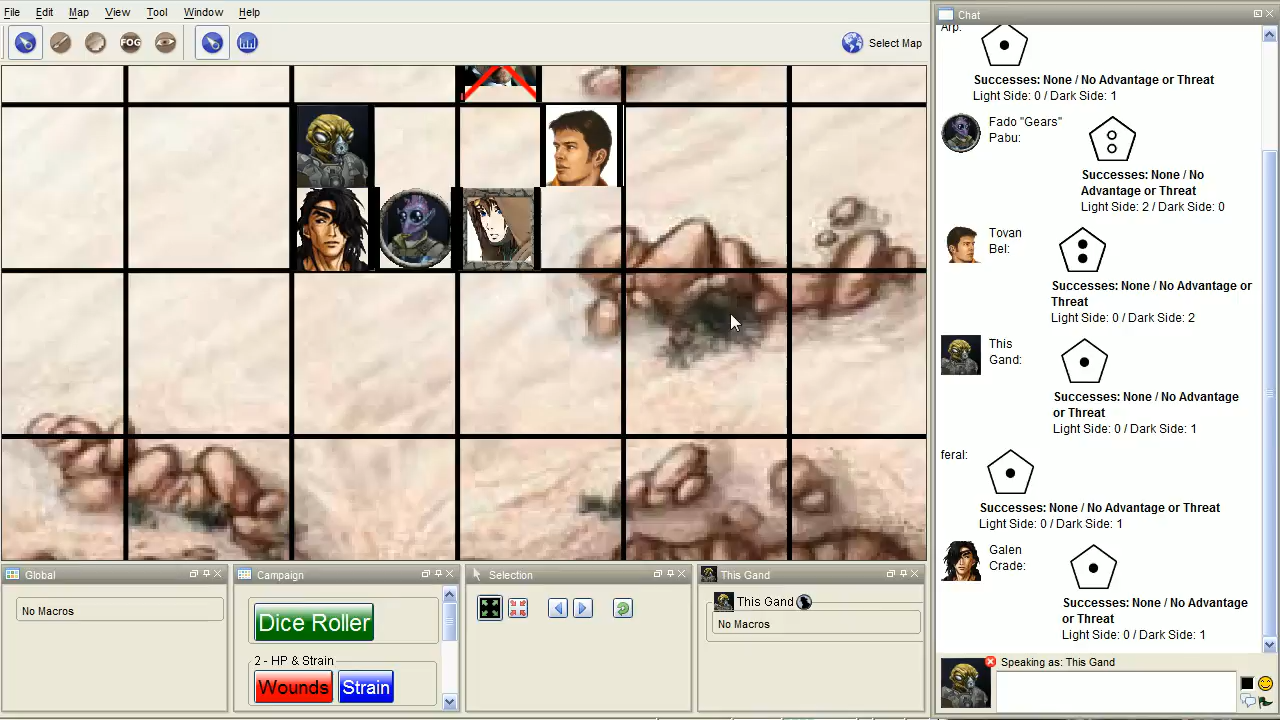 File Edit Map View Tool Window Help
FOG
Select Map
Chat
Arp:
Successes: None / No Advantage or Threat
Light Side: 0 / Dark Side: 1
Fado "Gears"
Pabu:
Successes: None / No
Advantage or Threat
Light Side: 2 / Dark Side: 0
Tovan
Bel:
Successes: None / No Advantage or
Threat
Light Side: 0 / Dark Side: 2
This
Gand:
Successes: None / No Advantage
or Threat
Light Side: 0 / Dark Side: 1
feral:
Successes: None / No Advantage or Threat
Light Side: 0 / Dark Side: 1
Galen
Crade:
Successes: None / No Advantage
or Threat
Light Side: 0 / Dark Side: 1
Speaking as: This Gand
Global
No Macros
Campaign
Dice Roller
2 - HP & Strain
Wounds Strain
Selection
This Gand
This Gand
No Macros